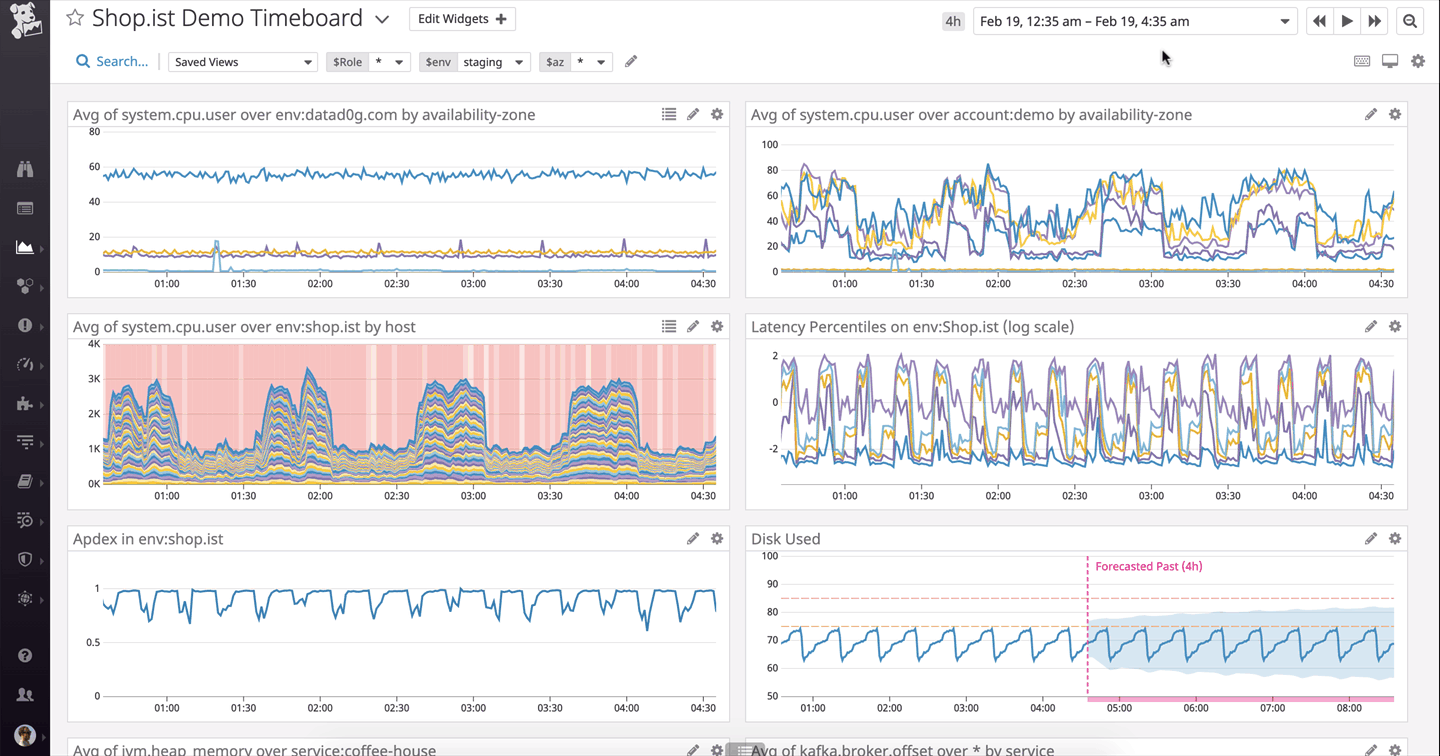 Shop.ist Demo Timeboard
Edit Widgets +
4h
Feb 19, 12:35 am – Feb 19, 4:35 am
Search...
Saved Views
$Role *
$env staging
$az *
Avg of system.cpu.user over env:datad0g.com by availability-zone
80
60
40
20
0
01:00 01:30 02:00 02:30 03:00 03:30 04:00 04:30
Avg of system.cpu.user over account:demo by availability-zone
100
80
60
40
20
0
01:00 01:30 02:00 02:30 03:00 03:30 04:00 04:30
Avg of system.cpu.user over env:shop.ist by host
4K
3K
2K
1K
0K
01:00 01:30 02:00 02:30 03:00 03:30 04:00 04:30
Latency Percentiles on env:Shop.ist (log scale)
2
0
-2
01:00 01:30 02:00 02:30 03:00 03:30 04:00 04:30
Apdex in env:shop.ist
1
0.5
0
01:00 01:30 02:00 02:30 03:00 03:30 04:00 04:30
Disk Used
100
Forecasted Past (4h)
90
80
70
60
50
01:00 02:00 03:00 04:00 05:00 06:00 07:00 08:00
Avg of jvm.heap_memory over service:coffee-house
Avg of kafka.broker.offset over * by service